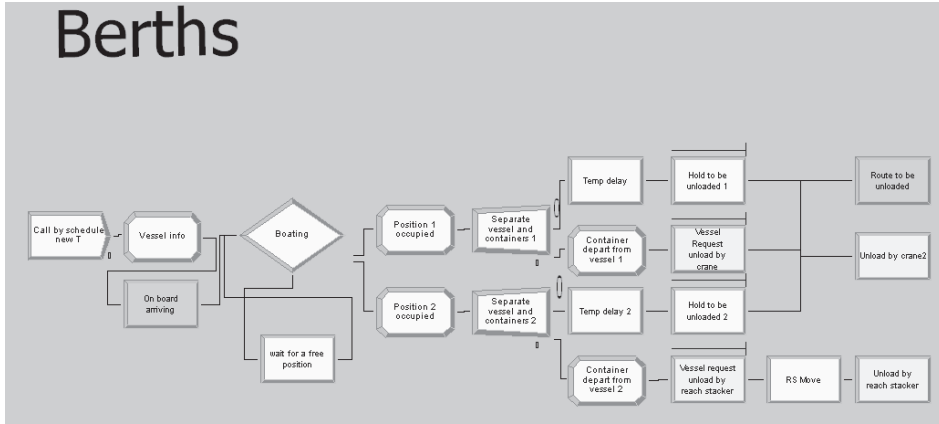 Berths
Call by schedule
new T
Vessel info
On board
arriving
Boating
wait for a free
position
Position 1
occupied
Position 2
occupied
Separate
vessel and
containers 1
Separate
vessel and
containers 2
Temp delay
Container
depart from
vessel 1
Temp delay 2
Container
depart from
vessel 2
Hold to be
unloaded 1
Vessel
Request
unload by
crane
Hold to be
unloaded 2
Vessel request
unload by
reach stacker
RS Move
Route to be
unloaded
Unload by crane2
Unload by
reach stacker